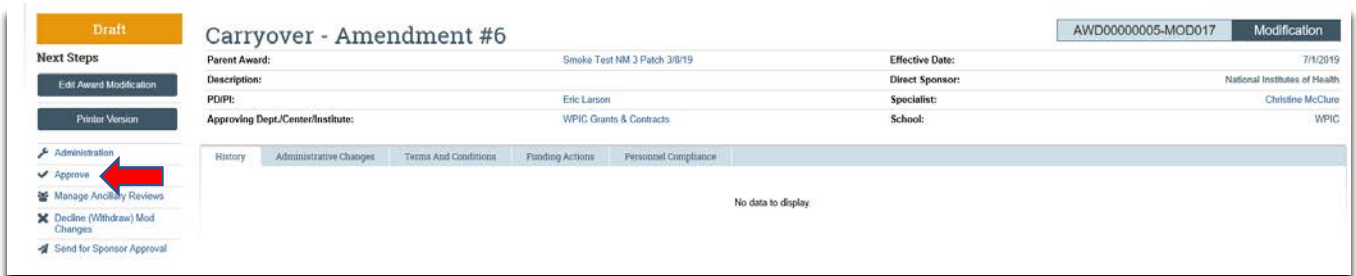 Draft
Next Steps
Edit Award Modification
Printer Version
Administration
Approve
Manage Ancillary Reviews
Decline (Withdraw) Mod
Changes
Send for Sponsor Approval
Carryover - Amendment #6
AWD00000005-MOD017 Modification
Parent Award: Smoke Test NM 3 Patch 3/8/19 Effective Date: 7/1/2019
Description: Direct Sponsor: National Institutes of Health
PD/PI: Eric Larson Specialist: Christine McClure
Approving Dept./Center/Institute: WPIC Grants & Contracts School: WPIC
History Administrative Changes Terms And Conditions Funding Actions Personnel Compliance
No data to display